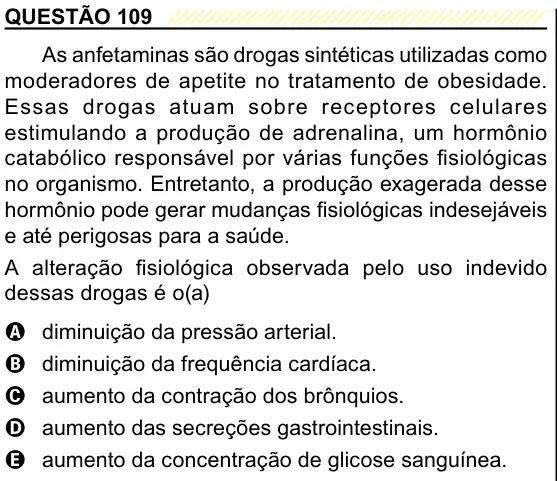 QUESTÃO 109
As anfetaminas são drogas sintéticas utilizadas como
moderadores de apetite no tratamento de obesidade.
Essas drogas atuam sobre receptores celulares
estimulando a produção de adrenalina, um hormônio
catabólico responsável por várias funções fisiológicas
no organismo. Entretanto, a produção exagerada desse
hormônio pode gerar mudanças fisiológicas indesejáveis
e até perigosas para a saúde.
A alteração fisiológica observada pelo uso indevido
dessas drogas é o(a)
A diminuição da pressão arterial.
B diminuição da frequência cardíaca.
C aumento da contração dos brônquios.
D aumento das secreções gastrointestinais.
E aumento da concentração de glicose sanguínea.